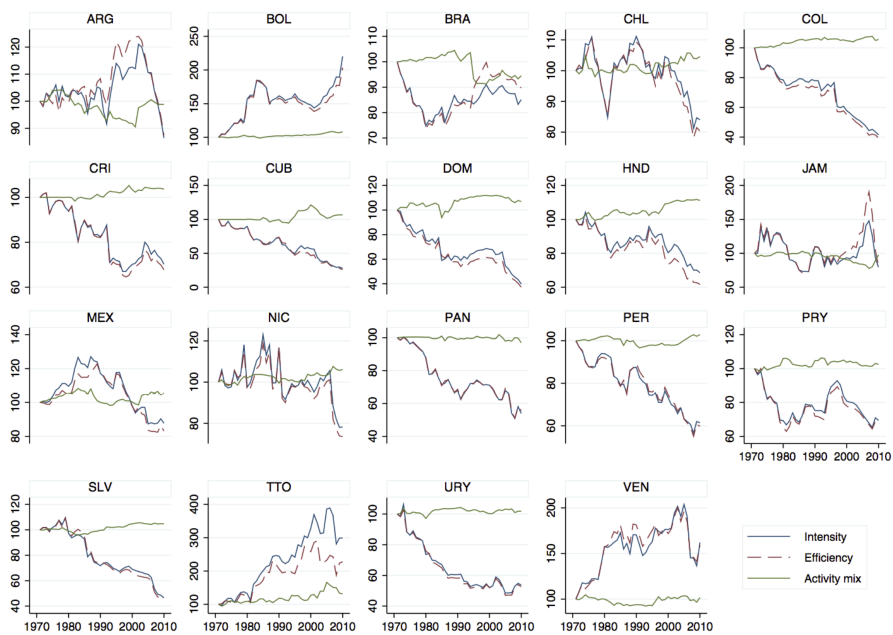 ARG BOL BRA CHL COL
90 100 110 120
100 150 200 250
70 80 90 100 110
80 90 100 110
40 60 80 100 120
CRI CUB DOM HND JAM
60 80 100
0 50 100 150
40 60 80 100 120
60 80 100 120
50 100 150 200
MEX NIC PAN PER PRY
80 100 120 140
80 100 120
40 60 80 100
60 80 100
60 80 100 120
1970 1980 1990 2000 2010
SLV TTO URY VEN
40 60 80 100 120
100 200 300 400
40 60 80 100
100 150 200
Intensity
Efficiency
Activity mix
1970 1980 1990 2000 2010 1970 1980 1990 2000 2010 1970 1980 1990 2000 2010 1970 1980 1990 2000 2010